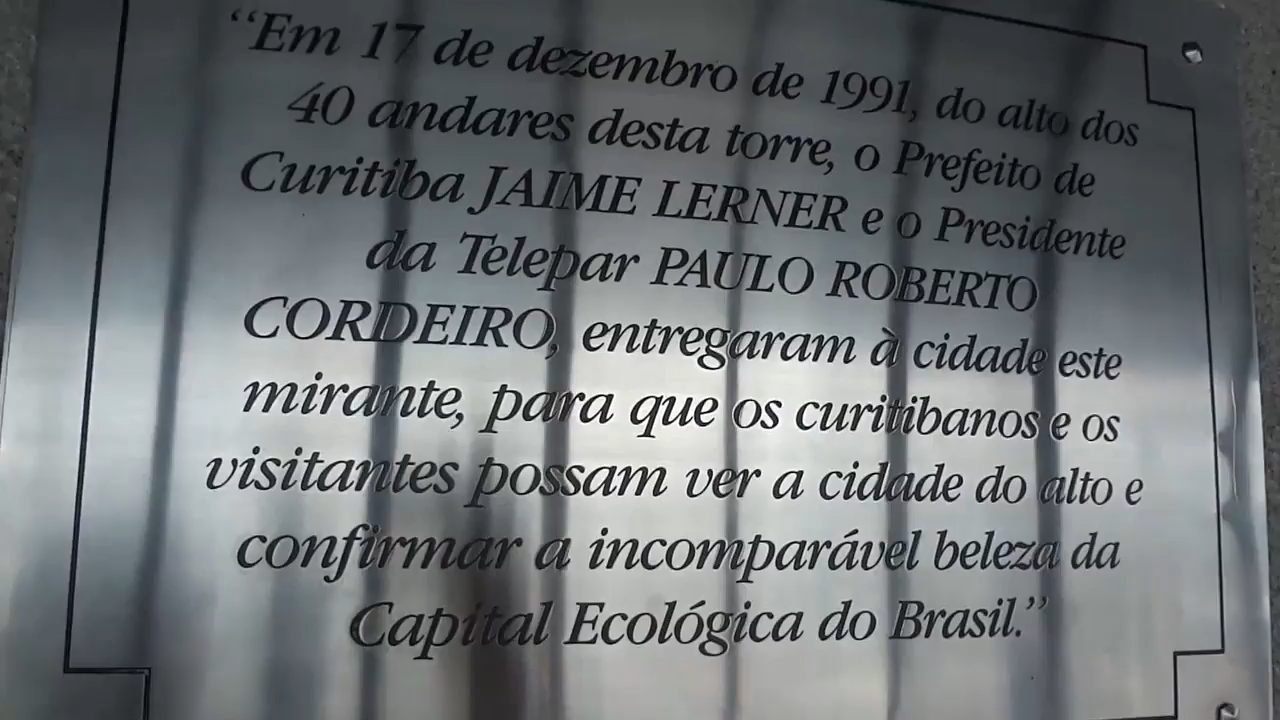 “Em 17 de dezembro de 1991, do alto dos
40 andares desta torre, o Prefeito de
Curitiba JAIME LERNER e o Presidente
da Telepar PAULO ROBERTO
CORDEIRO, entregaram à cidade este
mirante, para que os curitibanos e os
visitantes possam ver a cidade do alto e
confirmar a incomparável beleza da
Capital Ecológica do Brasil.”